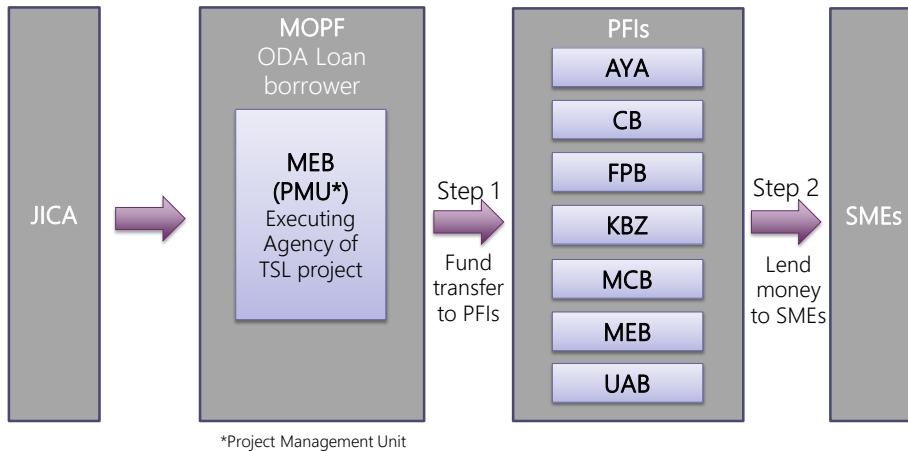 JICA
MOPF
ODA Loan
borrower
MEB
(PMU*)
Executing
Agency of
TSL project
Step 1
Fund
transfer
to PFIs
PFIs
AYA
CB
FPB
KBZ
MCB
MEB
UAB
Step 2
Lend
money
to SMEs
SMEs
*Project Management Unit